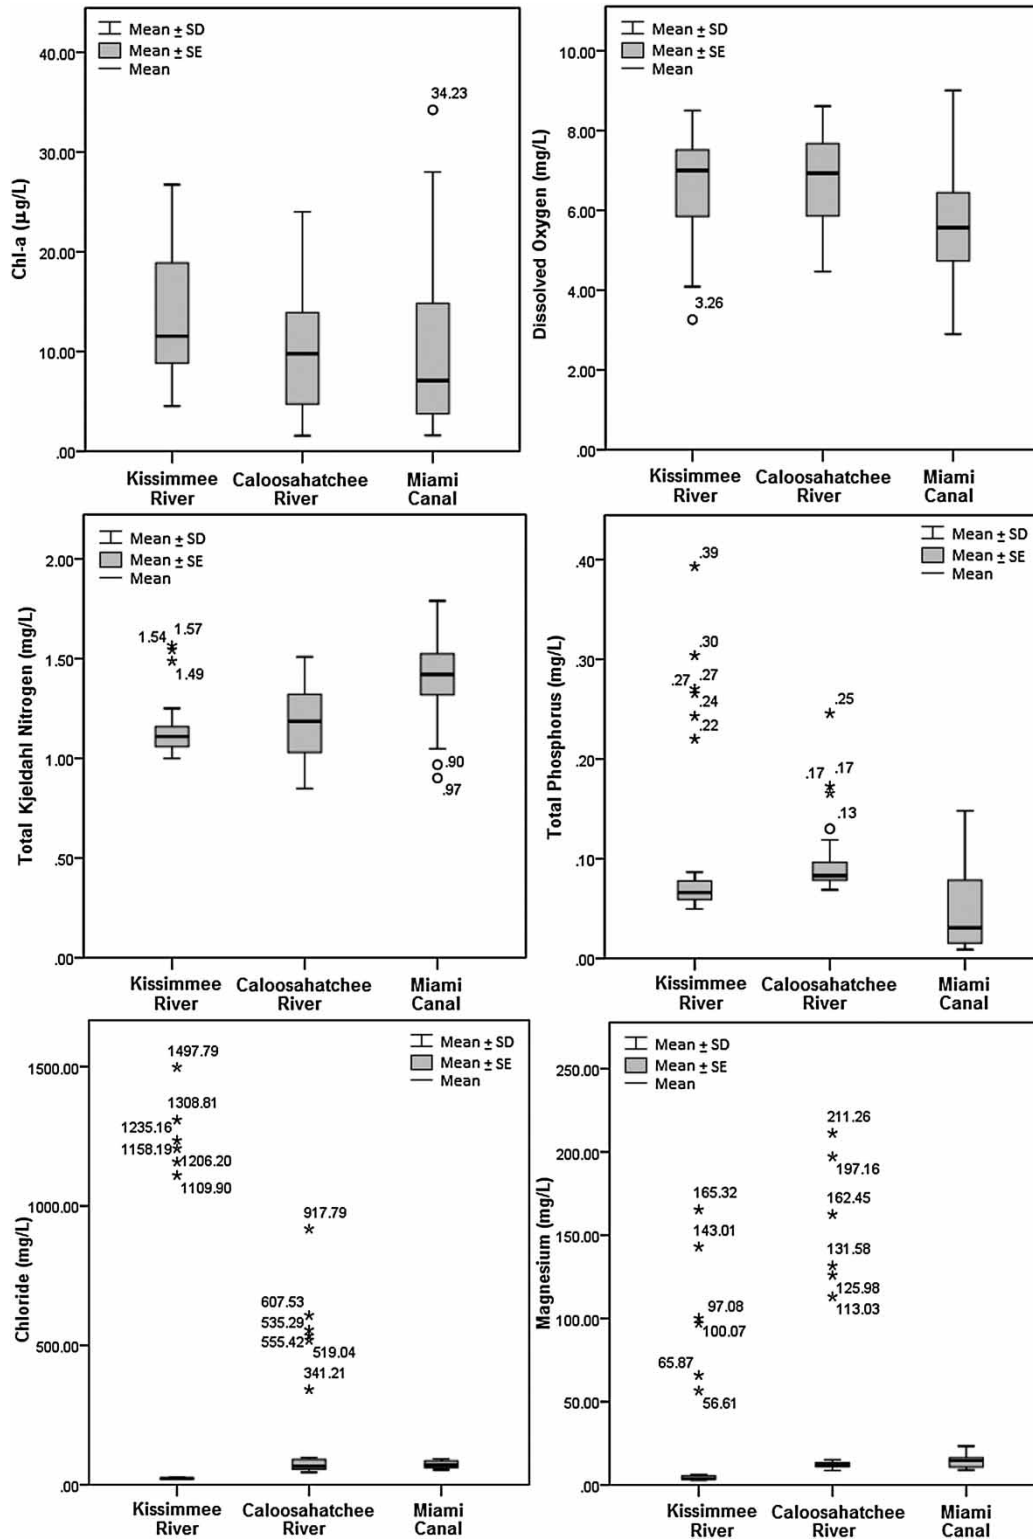 Mean ± SD
Mean ± SE
Mean
Chl-a (µg/L)
40.00
30.00
20.00
10.00
.00
34.23
Kissimmee River
Caloosahatchee River
Miami Canal
Mean ± SD
Mean ± SE
Mean
Dissolved Oxygen (mg/L)
10.00
8.00
6.00
4.00
2.00
.00
3.26
Kissimmee River
Caloosahatchee River
Miami Canal
Mean ± SD
Mean ± SE
Mean
Total Kjeldahl Nitrogen (mg/L)
2.00
1.50
1.00
.50
.00
1.54
1.57
1.49
.90
.97
Kissimmee River
Caloosahatchee River
Miami Canal
Mean ± SD
Mean ± SE
Mean
Total Phosphorus (mg/L)
.40
.30
.20
.10
.00
.39
.30
.27
.27
.24
.22
.25
.17
.17
.13
Kissimmee River
Caloosahatchee River
Miami Canal
Mean ± SD
Mean ± SE
Mean
Chloride (mg/L)
1500.00
1000.00
500.00
.00
1497.79
1308.81
1235.16
1158.19
1206.20
1109.90
917.79
607.53
535.29
555.42
519.04
341.21
Kissimmee River
Caloosahatchee River
Miami Canal
Mean ± SD
Mean ± SE
Mean
Magnesium (mg/L)
250.00
200.00
150.00
100.00
50.00
.00
165.32
143.01
97.08
100.07
65.87
56.61
211.26
197.16
162.45
131.58
125.98
113.03
Kissimmee River
Caloosahatchee River
Miami Canal